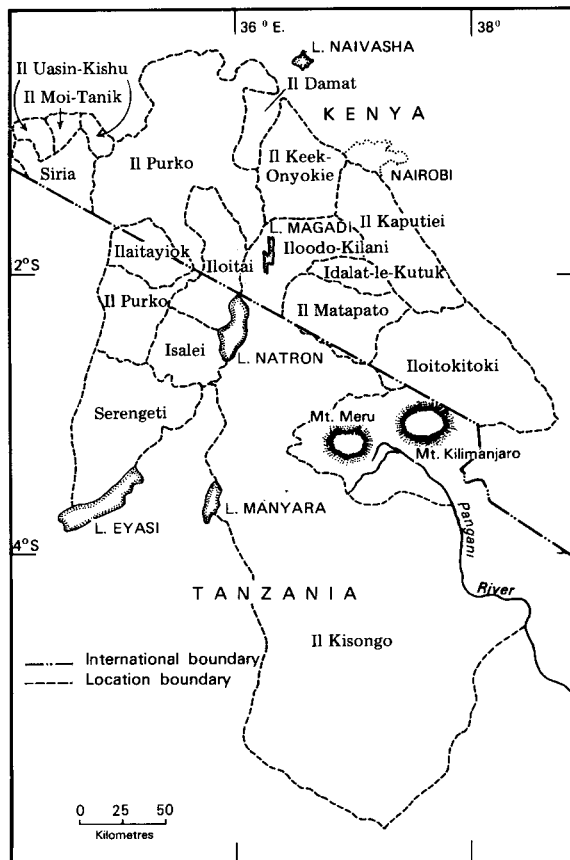 36° E.
38°
L. NAIVASHA
Il Uasin-Kishu
Il Moi-Tanik
Il Damat
KENYA
Siria
Il Purko
Il Keek-
Onyokie
NAIROBI
L. MAGADI
Il Kaputiei
Ilaitayiok
Iloitai
Iloodo-Kilani
2°S
Idalat-le-Kutuk
Il Purko
Il Matapato
Isalei
L. NATRON
Iloitokitoki
Serengeti
Mt. Meru
Mt. Kilimanjaro
L. EYASI
L. MANYARA
Pangani
River
4°S
TANZANIA
Il Kisongo
International boundary
Location boundary
0 25 50
Kilometres